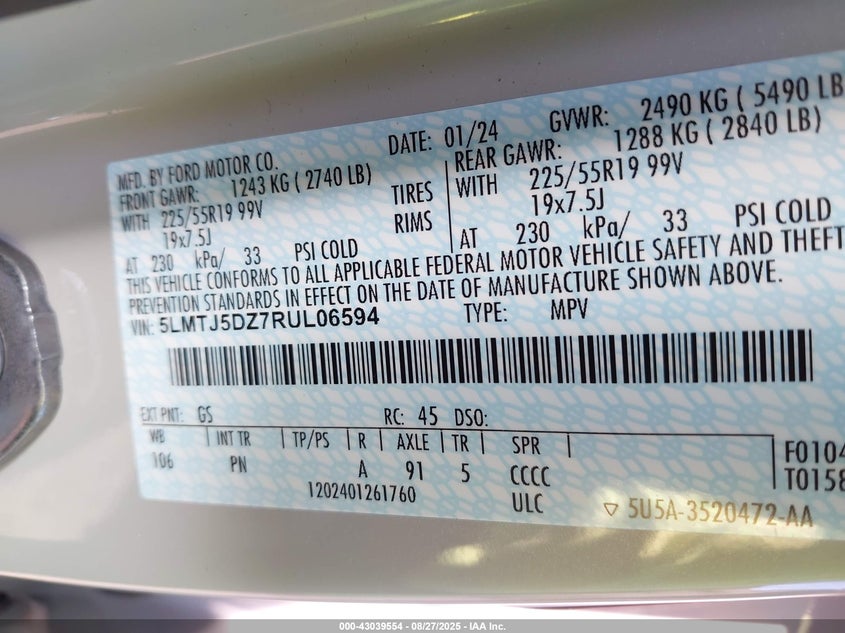 MFD. BY FORD MOTOR CO. DATE: 01/24 GVWR: 2490 KG ( 5490 LB
FRONT GAWR: 1243 KG ( 2740 LB) REAR GAWR: 1288 KG ( 2840 LB)
WITH 225/55R19 99V TIRES WITH 225/55R19 99V
19x7.5J RIMS 19x7.5J
AT 230 kPa/ 33 PSI COLD AT 230 kPa/ 33 PSI COLD
THIS VEHICLE CONFORMS TO ALL APPLICABLE FEDERAL MOTOR VEHICLE SAFETY AND THEFT
PREVENTION STANDARDS IN EFFECT ON THE DATE OF MANUFACTURE SHOWN ABOVE.
VIN: 5LMTJ5DZ7RUL06594 TYPE: MPV
EXT PNT: GS RC: 45 DSO:
WB INT TR TP/PS R AXLE TR SPR
106 PN A 91 5 CCCC
F0104
T0158
1202401261760 ULC
5U5A-3520472-AA
000-43039554 - 08/27/2025 - IAA Inc.